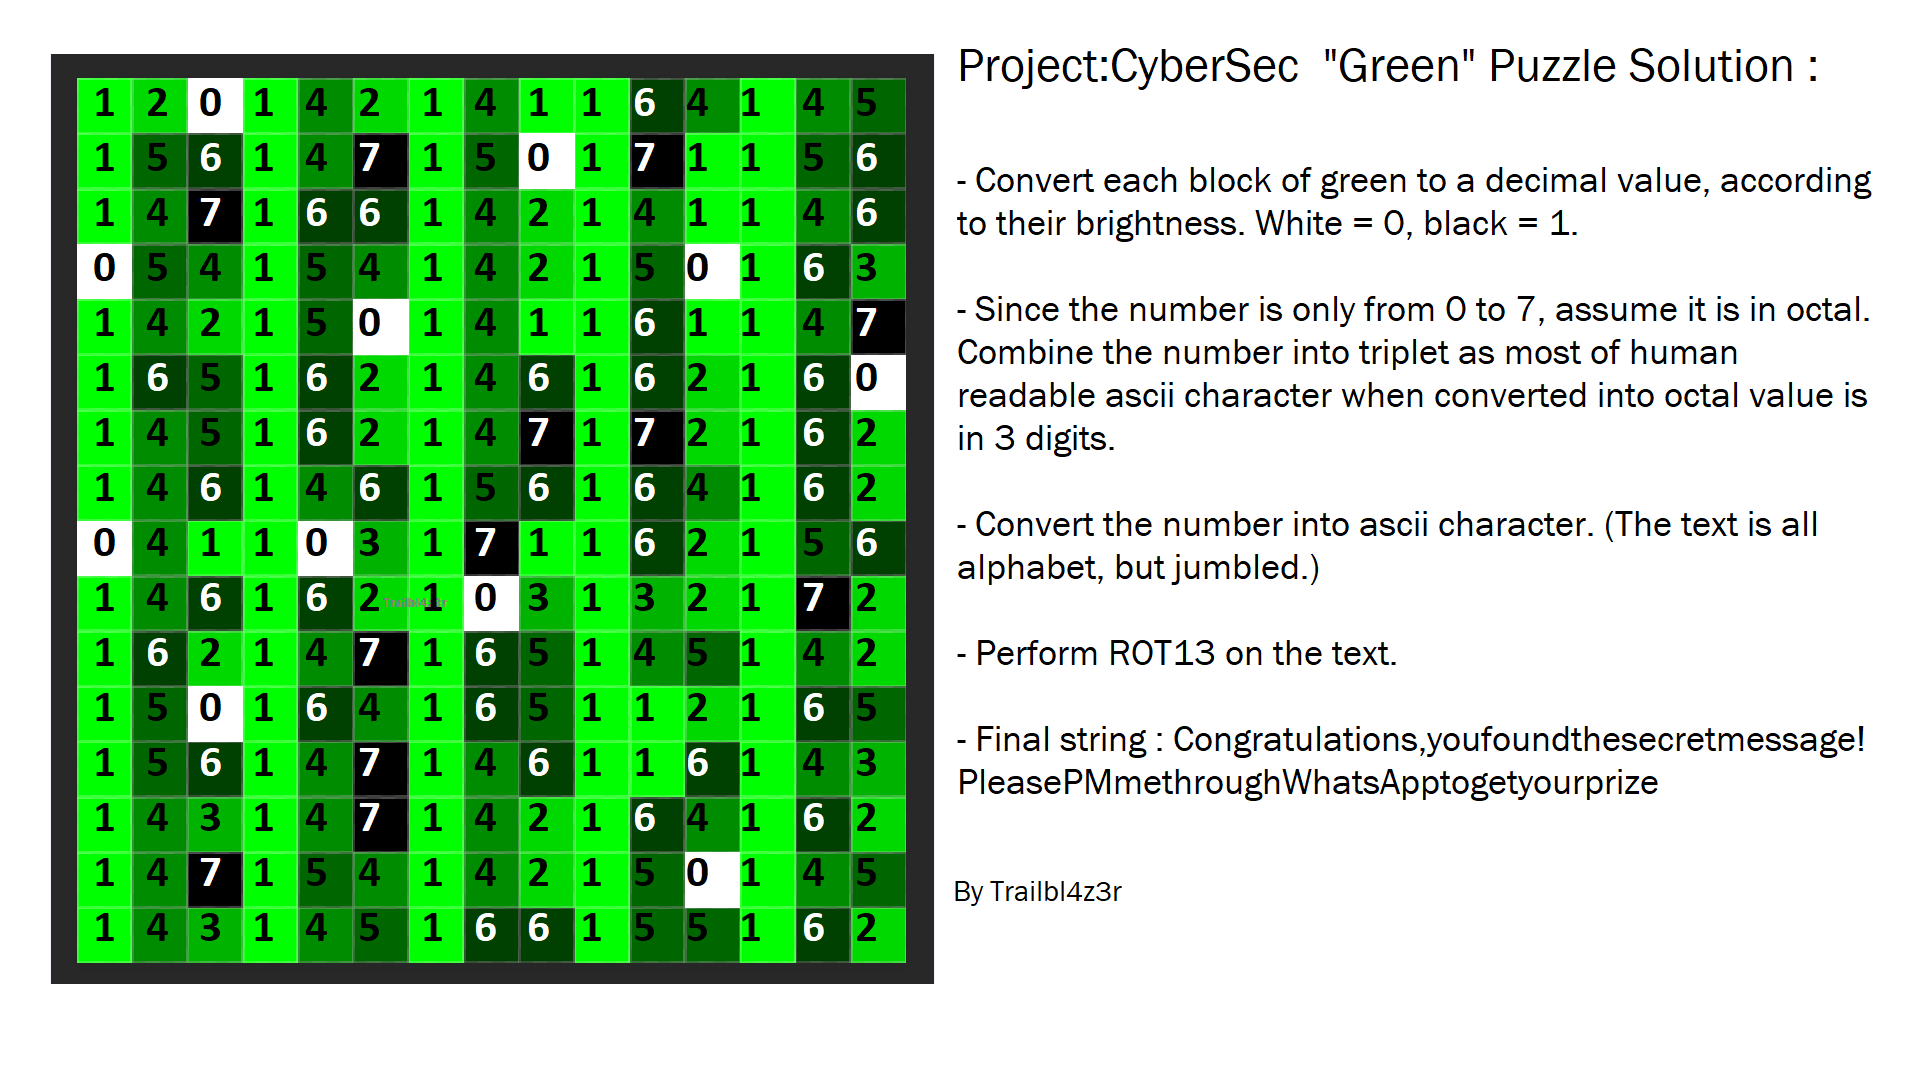 Project:CyberSec "Green" Puzzle Solution :
1 2 0 1 4 2 1 4 1 1 6 4 1 4 5
1 5 6 1 4 7 1 5 0 1 7 1 1 5 6
1 4 7 1 6 6 1 4 2 1 4 1 1 4 6
0 5 4 1 5 4 1 4 2 1 5 0 1 6 3
1 4 2 1 5 0 1 4 1 1 6 1 1 4 7
1 6 5 1 6 2 1 4 6 1 6 2 1 6 0
1 4 5 1 6 2 1 4 7 1 7 2 1 6 2
1 4 6 1 4 6 1 5 6 1 6 4 1 6 2
0 4 1 1 0 3 1 7 1 1 6 2 1 5 6
1 4 6 1 6 2 1 0 3 1 3 2 1 7 2
Trailbl4z3r
1 6 2 1 4 7 1 6 5 1 4 5 1 4 2
1 5 0 1 6 4 1 6 5 1 1 2 1 6 5
1 5 6 1 4 7 1 4 6 1 1 6 1 4 3
1 4 3 1 4 7 1 4 2 1 6 4 1 6 2
1 4 7 1 5 4 1 4 2 1 5 0 1 4 5
1 4 3 1 4 5 1 6 6 1 5 5 1 6 2
- Convert each block of green to a decimal value, according
to their brightness. White = 0, black = 1.
- Since the number is only from 0 to 7, assume it is in octal.
Combine the number into triplet as most of human
readable ascii character when converted into octal value is
in 3 digits.
- Convert the number into ascii character. (The text is all
alphabet, but jumbled.)
- Perform ROT13 on the text.
- Final string : Congratulations,youfoundthesecretmessage!
PleasePMmethroughWhatsApptogetyourprize
By Trailbl4z3r